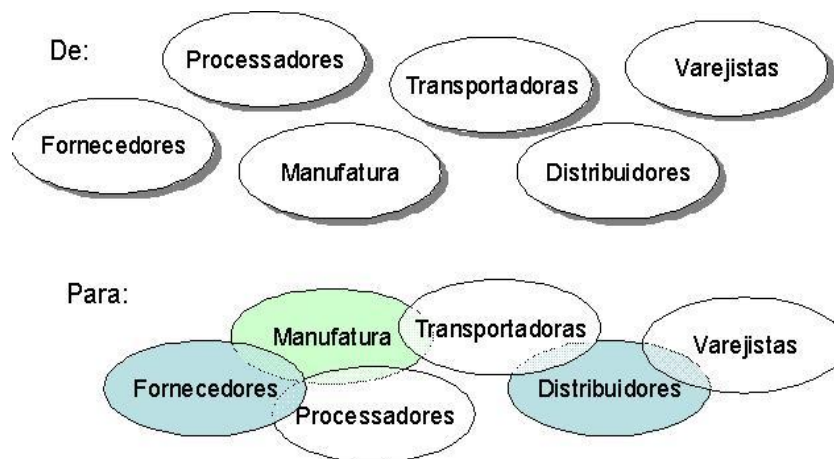 De:
Processadores
Transportadoras
Varejistas
Fornecedores
Manufatura
Distribuidores
Para:
Manufatura
Transportadoras
Varejistas
Fornecedores
Processadores
Distribuidores